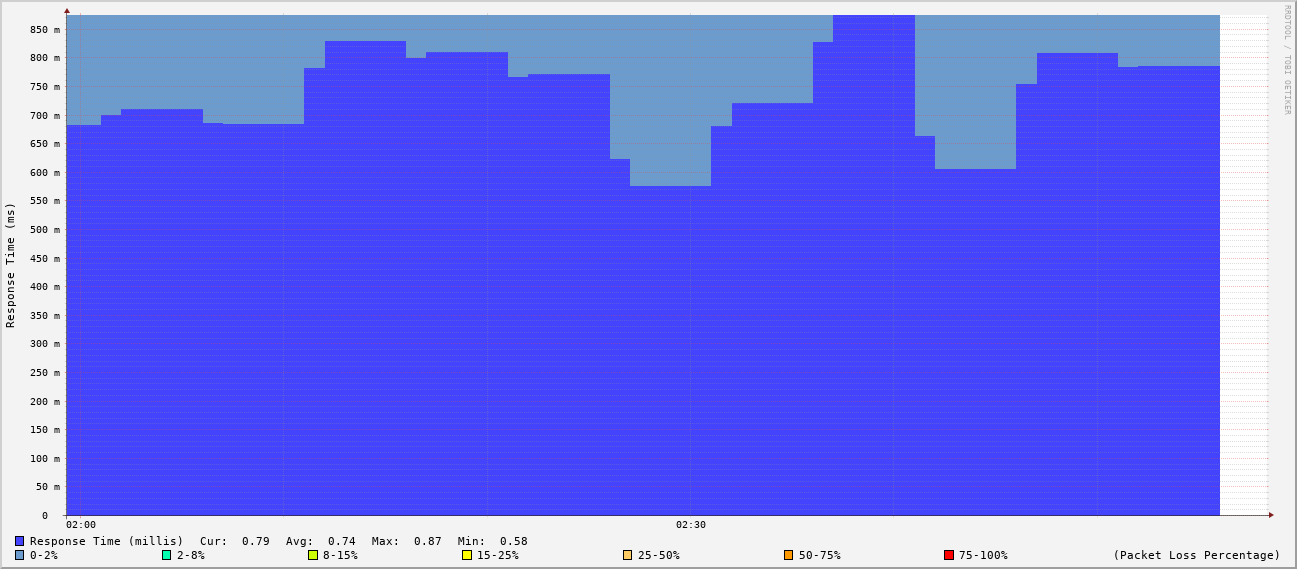 RRDTOOL / TOBI OETIKER
Response Time (ms)
850 m
800 m
750 m
700 m
650 m
600 m
550 m
500 m
450 m
400 m
350 m
300 m
250 m
200 m
150 m
100 m
50 m
0
02:00 02:30
Response Time (millis) Cur: 0.79 Avg: 0.74 Max: 0.87 Min: 0.58
0-2% 2-8% 8-15% 15-25% 25-50% 50-75% 75-100% (Packet Loss Percentage)